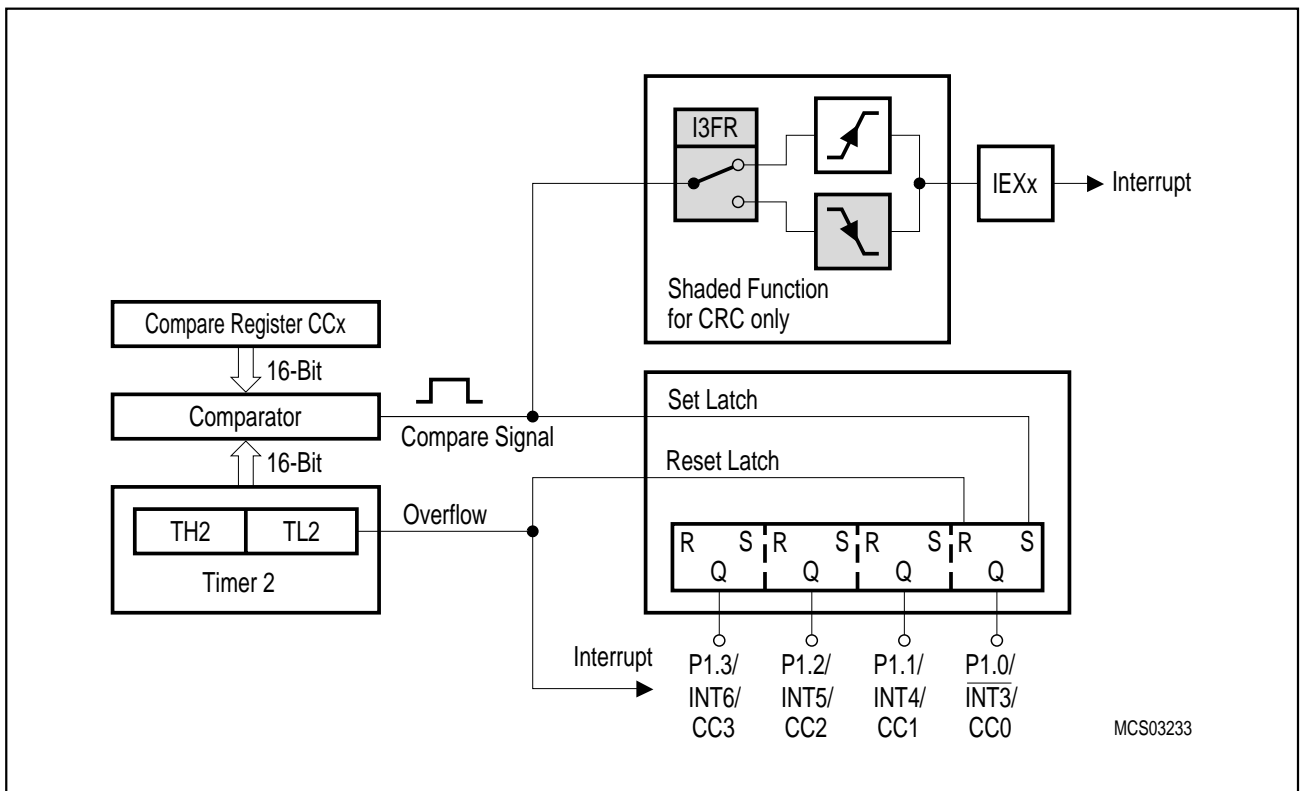 I3FR
IEXx
Interrupt
Shaded Function
for CRC only
Compare Register CCx
16-Bit
Comparator
Compare Signal
16-Bit
TH2
TL2
Timer 2
Overflow
Interrupt
Set Latch
Reset Latch
R S R S R S R S
Q Q Q Q
P1.3/
INT6/
CC3
P1.2/
INT5/
CC2
P1.1/
INT4/
CC1
P1.0/
INT3/
CC0
MCS03233